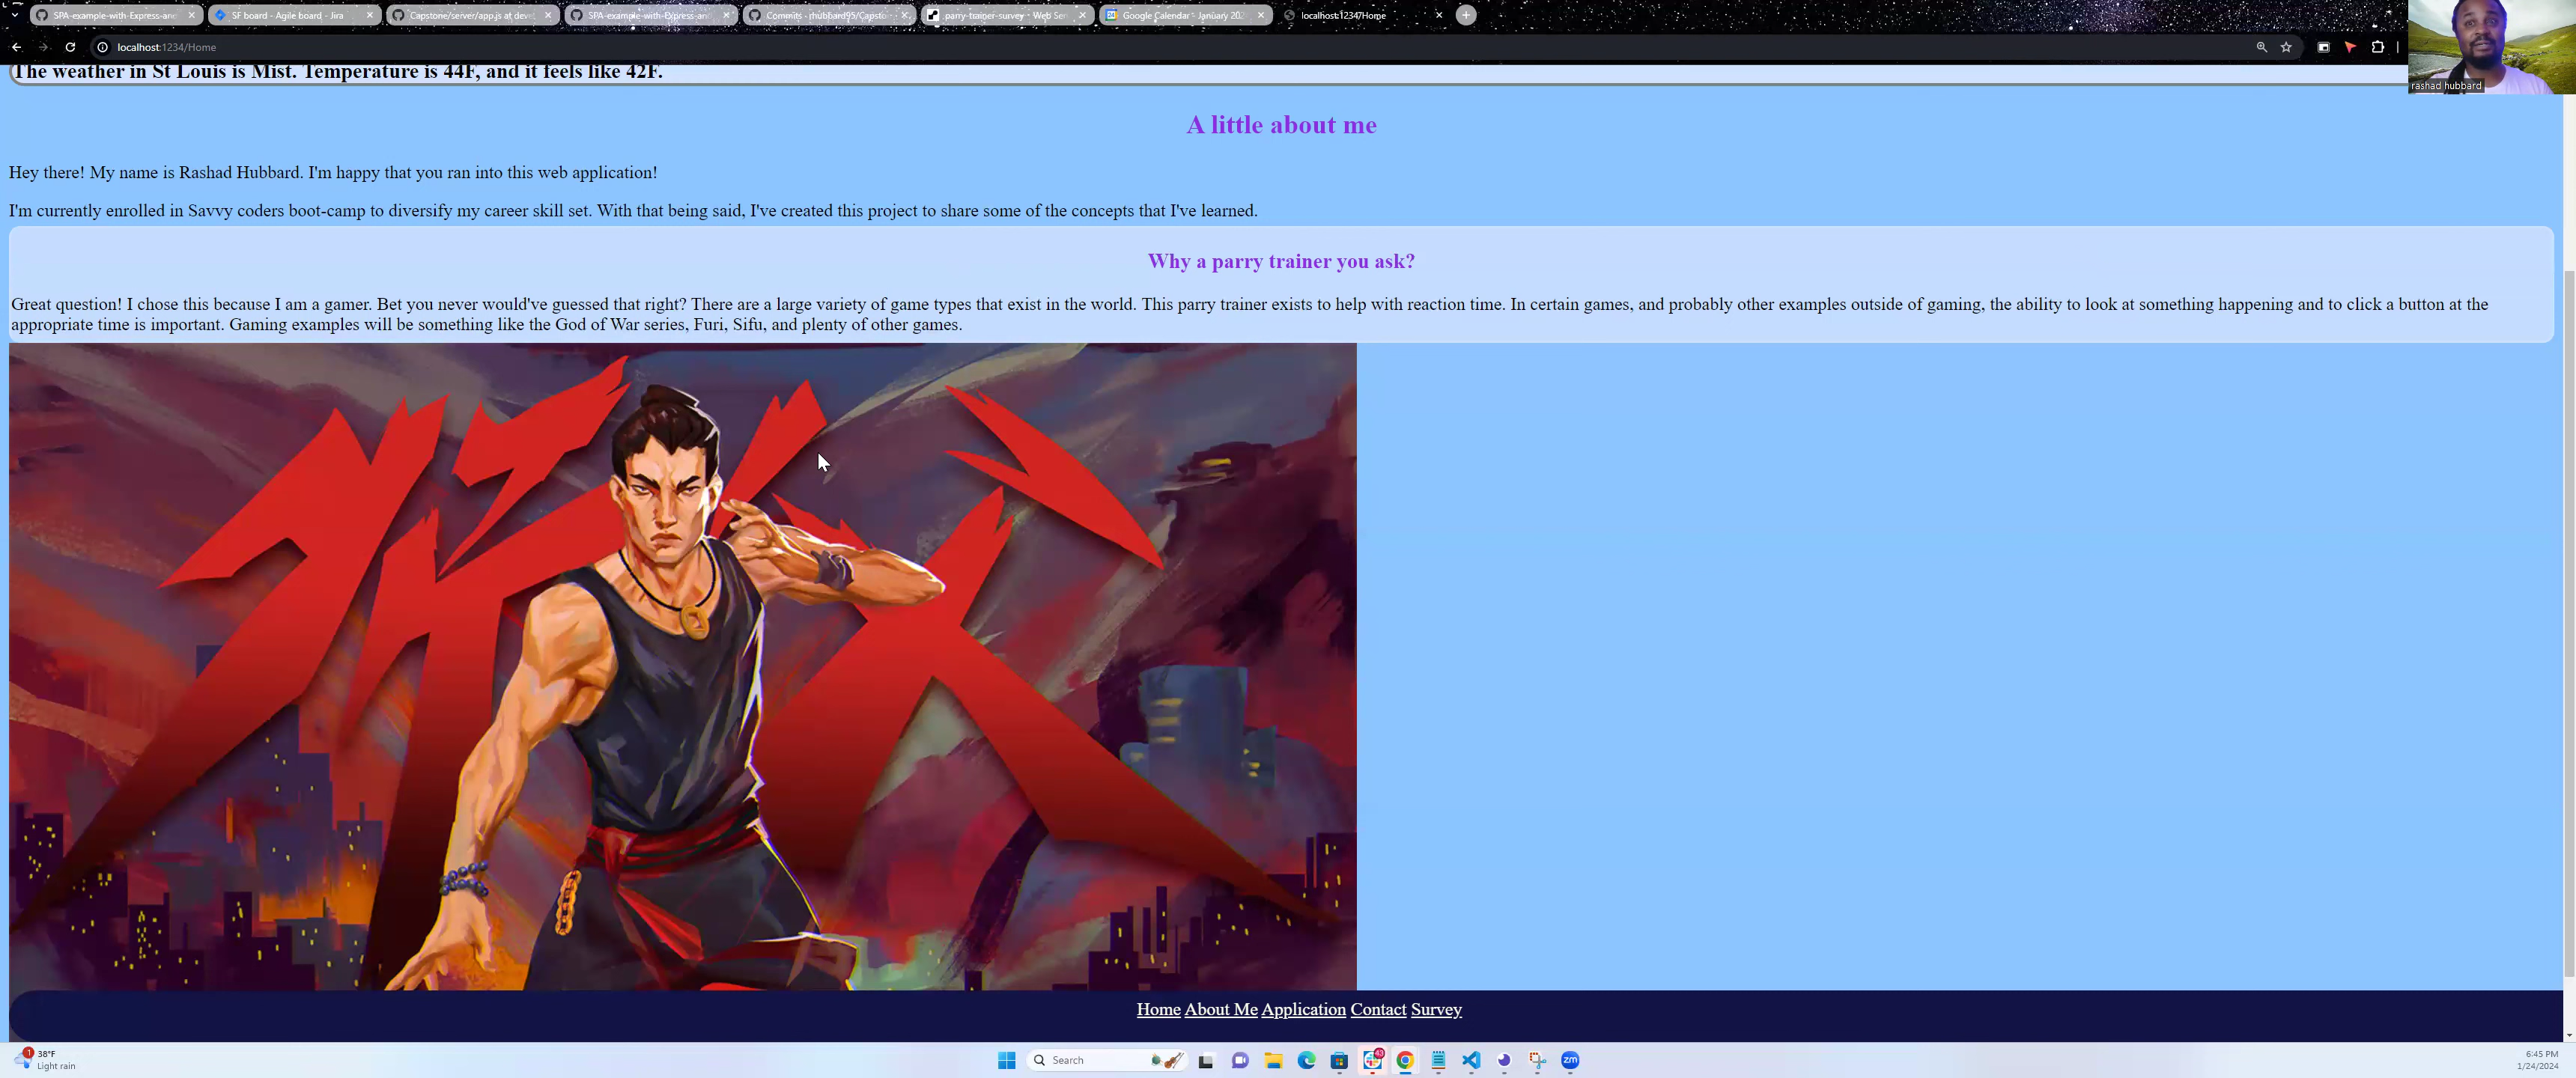 SPA-example-with-Express-and
SF board - Agile board - Jira
Capstone/server/app.js at deve
SPA-example-with-Express-and
Commits · rhubbard95/Capsto
parry-trainer-survey · Web Ser
Google Calendar - January 20
localhost:1234/Home
localhost:1234/Home
rashad hubbard
The weather in St Louis is Mist. Temperature is 44F, and it feels like 42F.
A little about me
Hey there! My name is Rashad Hubbard. I'm happy that you ran into this web application!
I'm currently enrolled in Savvy coders boot-camp to diversify my career skill set. With that being said, I've created this project to share some of the concepts that I've learned.
Why a parry trainer you ask?
Great question! I chose this because I am a gamer. Bet you never would've guessed that right? There are a large variety of game types that exist in the world. This parry trainer exists to help with reaction time. In certain games, and probably other examples outside of gaming, the ability to look at something happening and to click a button at the
appropriate time is important. Gaming examples will be something like the God of War series, Furi, Sifu, and plenty of other games.
Home About Me Application Contact Survey
1
38°F
Light rain
Search
43
zm
6:45 PM
1/24/2024